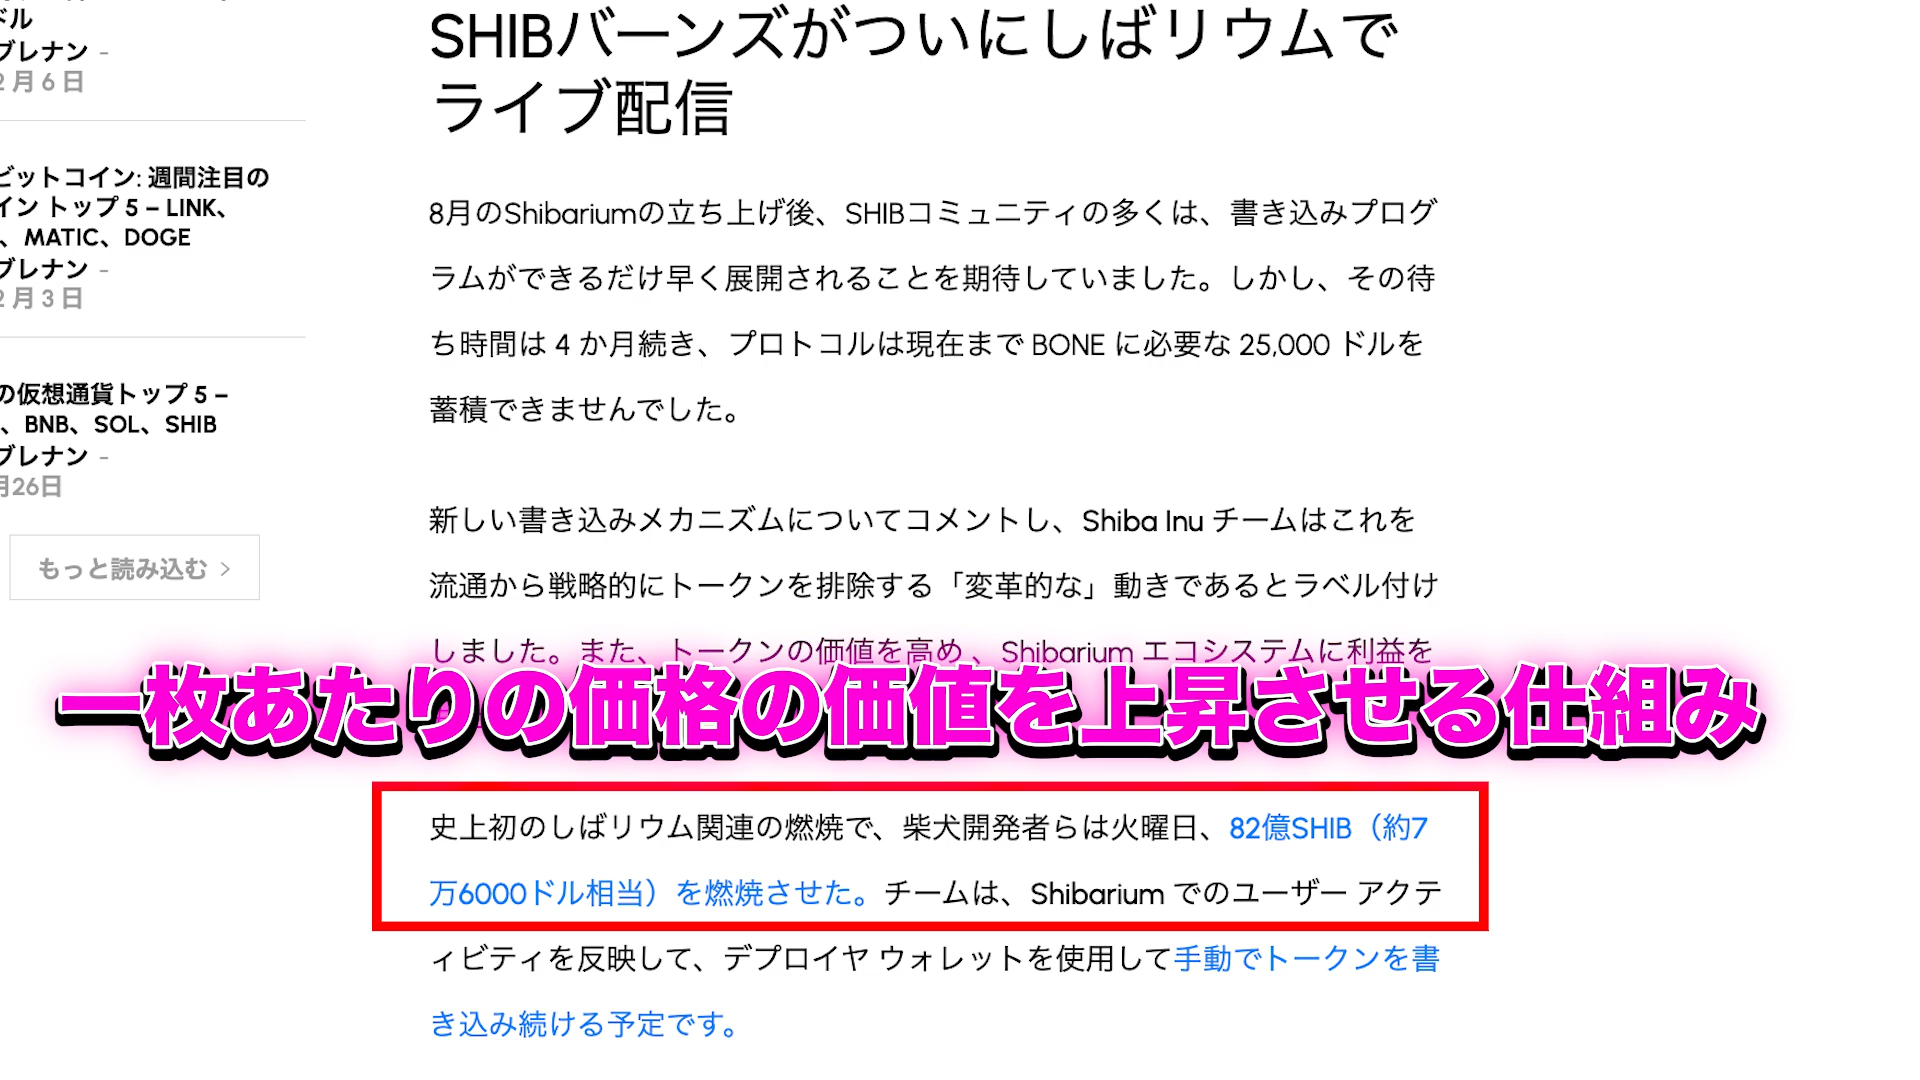 ドル
ブレナン –
2月6日
ビットコイン: 週間注目の
イン トップ 5 – LINK、
、MATIC、DOGE
ブレナン –
2月3日
の仮想通貨トップ 5 –
、BNB、SOL、SHIB
ブレナン –
月26日
もっと読み込む >
SHIBバーンズがついにしばリウムで
ライブ配信
8月のShibariumの立ち上げ後、SHIBコミュニティの多くは、書き込みプログ
ラムができるだけ早く展開されることを期待していました。しかし、その待
ち時間は 4 か月続き、プロトコルは現在まで BONE に必要な 25,000 ドルを
蓄積できませんでした。
新しい書き込みメカニズムについてコメントし、Shiba Inu チームはこれを
流通から戦略的にトークンを排除する「変革的な」動きであるとラベル付け
しました。また、トークンの価値を高め 、Shibarium エコシステムに利益を
一枚あたりの価格の価値を上昇させる仕組み
史上初のしばリウム関連の燃焼で、柴犬開発者らは火曜日、82億SHIB（約7
万6000ドル相当）を燃焼させた。チームは、Shibarium でのユーザー アクテ
ィビティを反映して、デプロイヤ ウォレットを使用して手動でトークンを書
き込み続ける予定です。